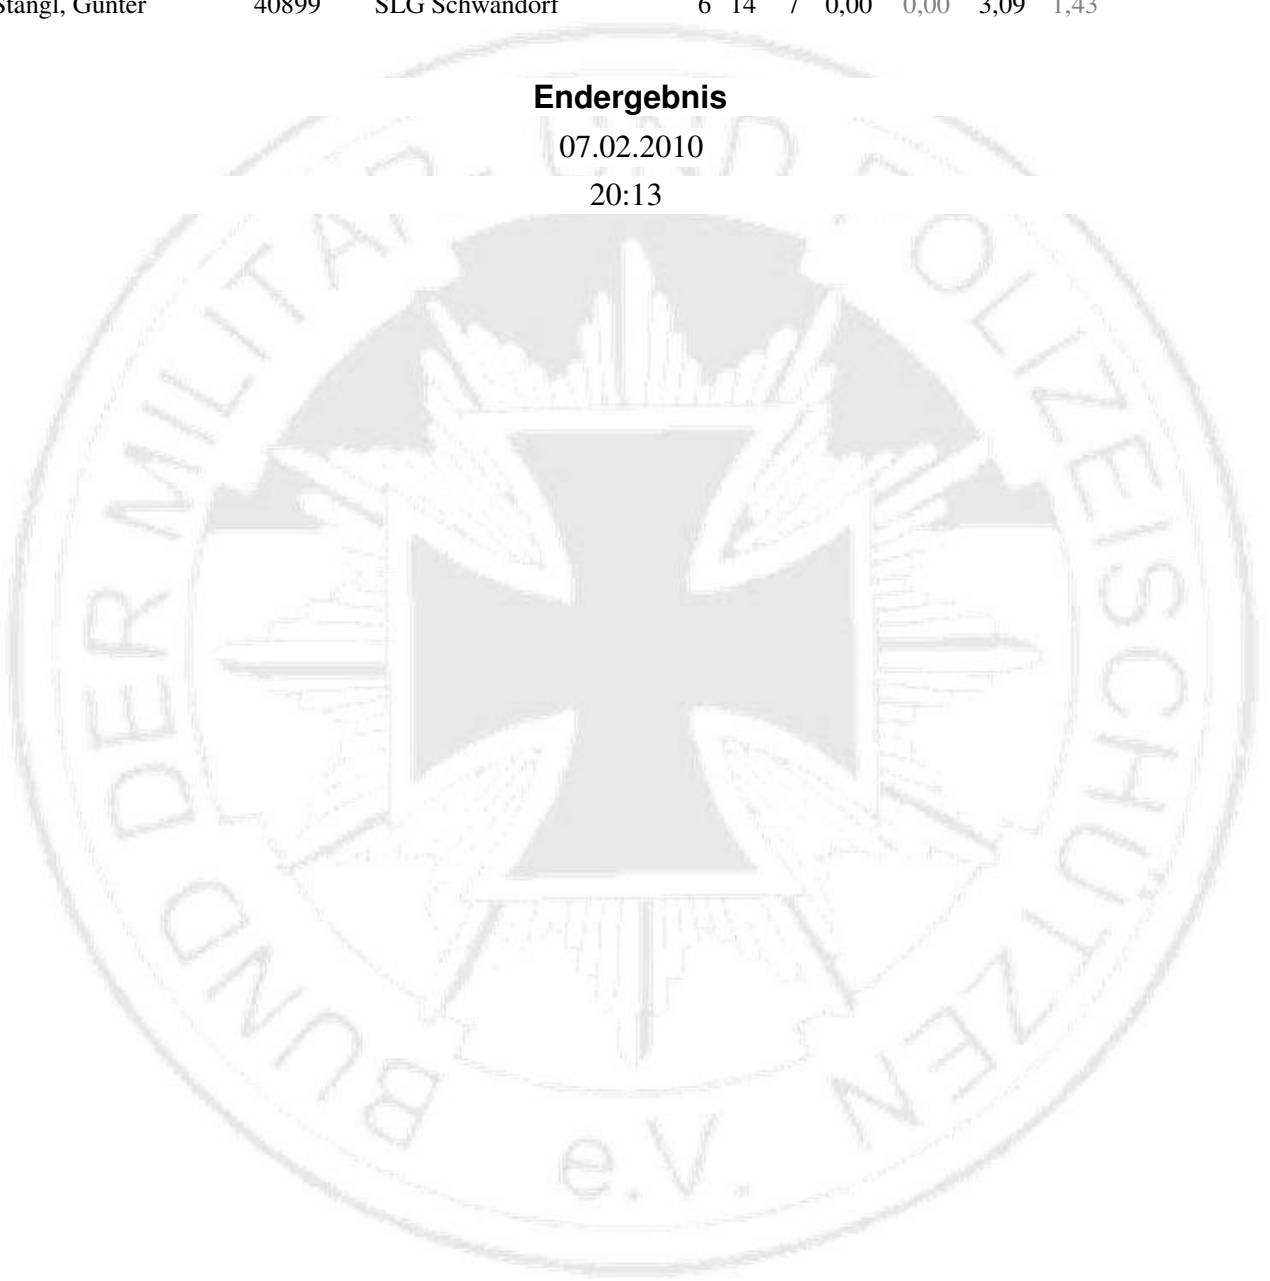 Stangl, Günter 40899 SLG Schwandorf 6 14 7 0,00 0,00 3,09 1,43
Endergebnis
07.02.2010
20:13
BUND DER MILITÄR- UND POLIZEISCHÜTZEN
e.V.